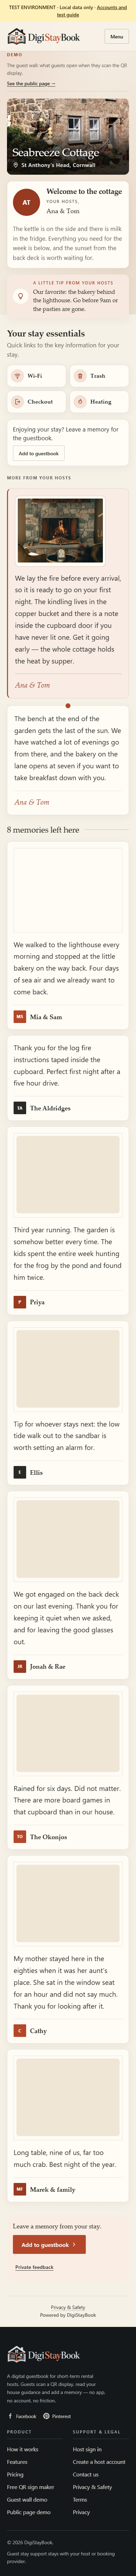 TEST ENVIRONMENT · Local data only · Accounts and
test guide
DigiStayBook
Menu
DEMO
The guest wall - what guests open when they scan the QR
display.
See the public page →
Seabreeze Cottage
St Anthony's Head, Cornwall
AT
Welcome to the cottage
YOUR HOSTS,
Ana & Tom
The kettle is on the side and there is milk
in the fridge. Everything you need for the
week is below, and the sunset from the
back deck is worth waiting for.
A LITTLE TIP FROM YOUR HOSTS
Our favorite: the bakery behind
the lighthouse. Go before 9am or
the pasties are gone.
Your stay essentials
Quick links to the key information for your
stay.
Wi-Fi
Trash
Checkout
Heating
Enjoying your stay? Leave a memory for
the guestbook.
Add to guestbook
MORE FROM YOUR HOSTS
We lay the fire before every arrival,
so it is ready to go on your first
night. The kindling lives in the
copper bucket and there is a note
inside the cupboard door if you
have never lit one. Get it going
early — the whole cottage holds
the heat by supper.
Ana & Tom
The bench at the end of the
garden gets the last of the sun. We
have watched a lot of evenings go
from there, and the bakery on the
lane opens at seven if you want to
take breakfast down with you.
Ana & Tom
8 memories left here
We walked to the lighthouse every
morning and stopped at the little
bakery on the way back. Four days
of sea air and we already want to
come back.
MS
Mia & Sam
Thank you for the log fire
instructions taped inside the
cupboard. Perfect first night after a
five hour drive.
TA
The Aldridges
Third year running. The garden is
somehow better every time. The
kids spent the entire week hunting
for the frog by the pond and found
him twice.
P
Priya
Tip for whoever stays next: the low
tide walk out to the sandbar is
worth setting an alarm for.
E
Ellis
We got engaged on the back deck
on our last evening. Thank you for
keeping it quiet when we asked,
and for leaving the good glasses
out.
JR
Jonah & Rae
Rained for six days. Did not matter.
There are more board games in
that cupboard than in our house.
TO
The Okonjos
My mother stayed here in the
eighties when it was her aunt's
place. She sat in the window seat
for an hour and did not say much.
Thank you for looking after it.
C
Cathy
Long table, nine of us, far too
much crab. Best night of the year.
MF
Marek & family
Leave a memory from your stay.
Add to guestbook
Private feedback
Privacy & Safety
Powered by DigiStayBook
DigiStayBook
A digital guestbook for short-term rental
hosts. Guests scan a QR display, read your
house guidance and add a memory — no app,
no account, no friction.
Facebook
Pinterest
PRODUCT
SUPPORT & LEGAL
How it works
Host sign in
Features
Create a host account
Pricing
Contact us
Free QR sign maker
Privacy & Safety
Guest wall demo
Terms
Public page demo
Privacy
© 2026 DigiStayBook.
Guest stay support stays with your host or booking
provider.